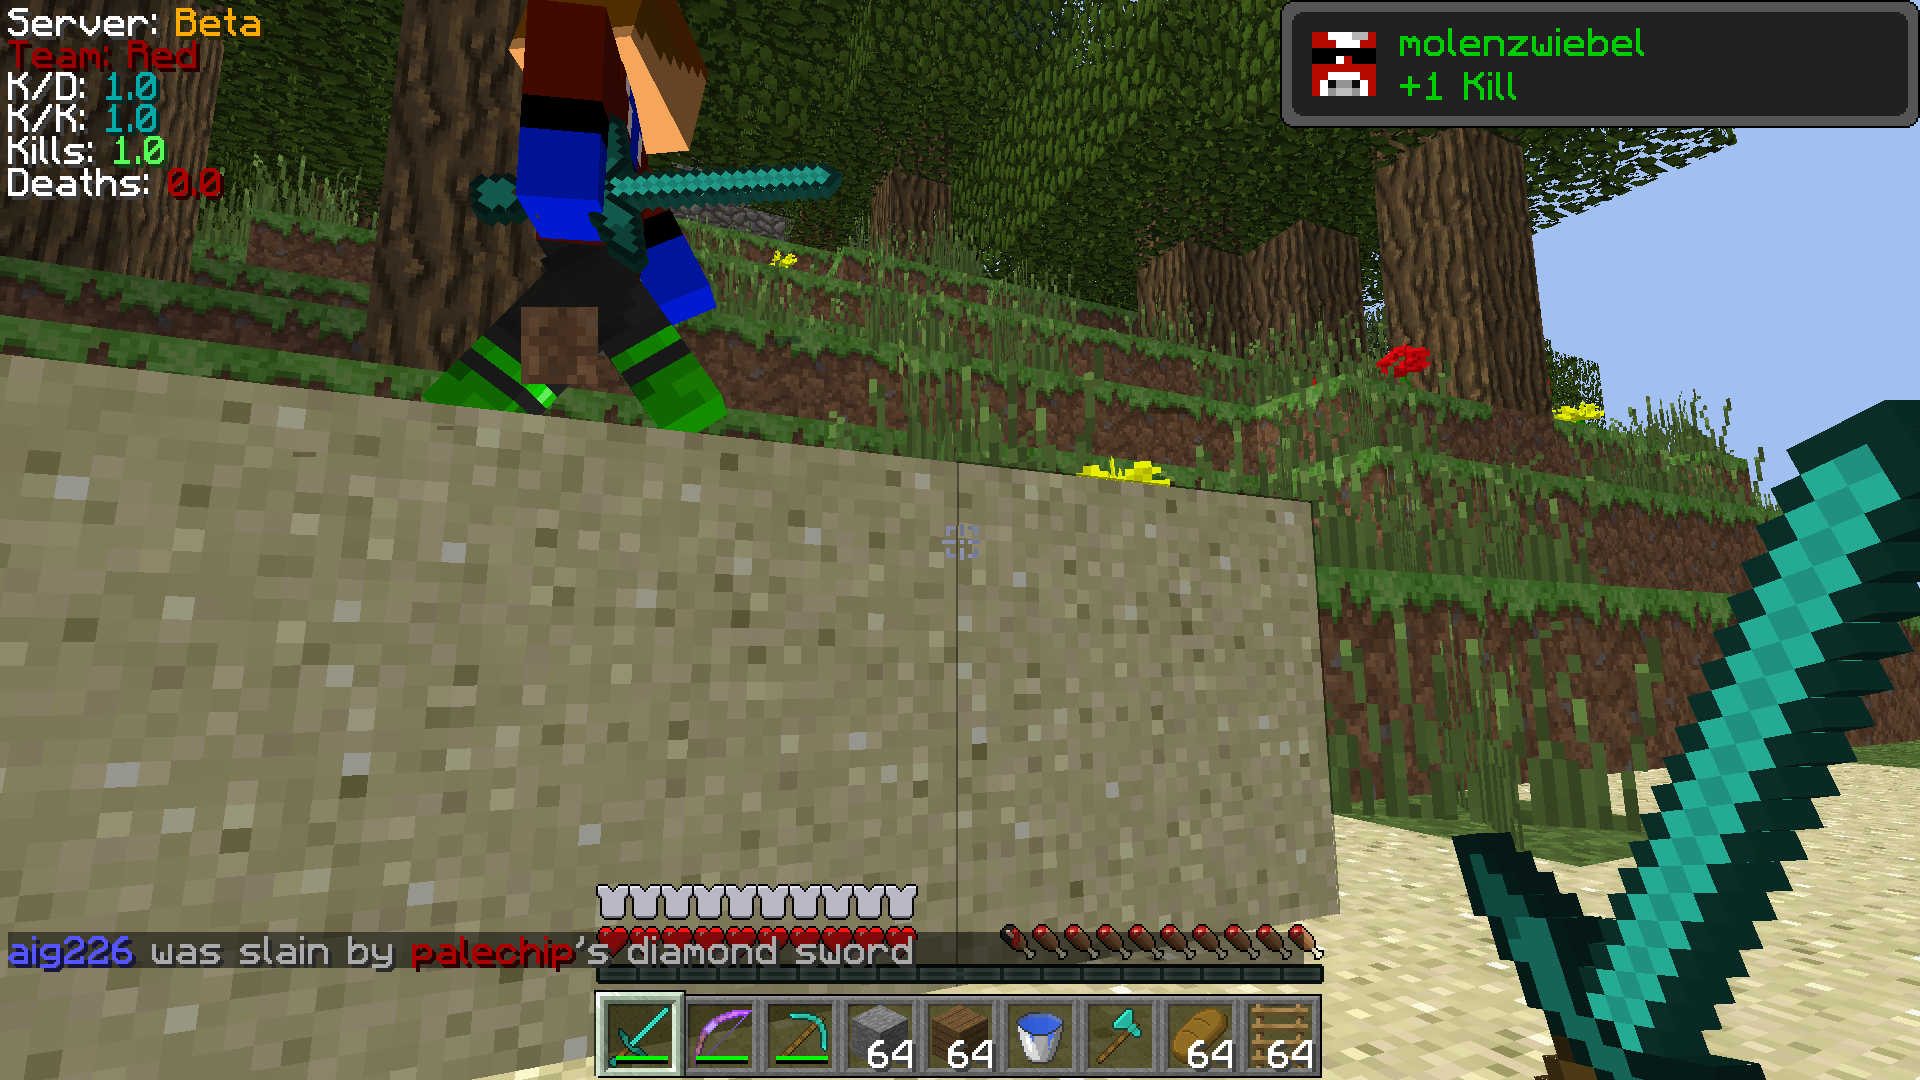 Server: Beta
Team: Red
K/D: 1.0
K/K: 1.0
Kills: 1.0
Deaths: 0.0
molenzwiebel
+1 Kill
aig226 was slain by palechip's diamond sword
64 64 64 64